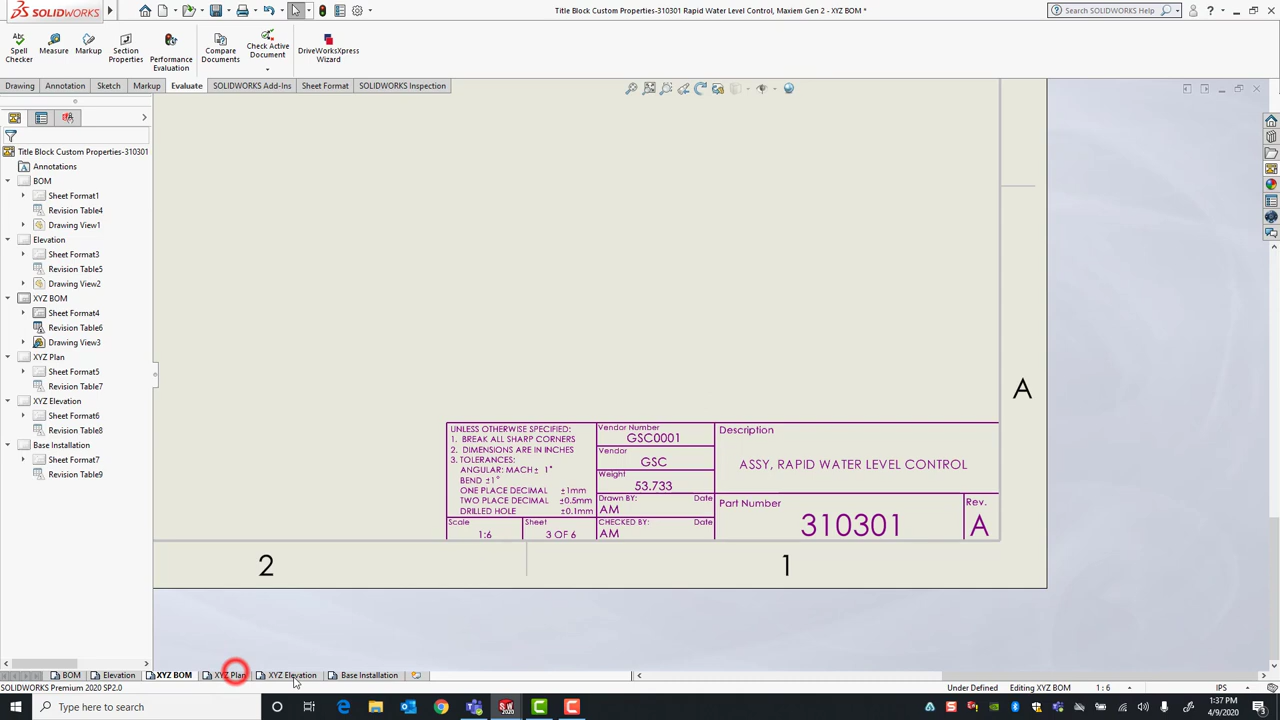 SOLIDWORKS
Title Block Custom Properties-310301 Rapid Water Level Control, Maxiem Gen 2 - XYZ BOM *
Search SOLIDWORKS Help
Spell Checker
Measure
Markup
Section Properties
Performance Evaluation
Compare Documents
Check Active Document
DriveWorksXpress Wizard
Drawing
Annotation
Sketch
Markup
Evaluate
SOLIDWORKS Add-Ins
Sheet Format
SOLIDWORKS Inspection
Title Block Custom Properties-310301
Annotations
BOM
Sheet Format1
Revision Table4
Drawing View1
Elevation
Sheet Format3
Revision Table5
Drawing View2
XYZ BOM
Sheet Format4
Revision Table6
Drawing View3
XYZ Plan
Sheet Format5
Revision Table7
XYZ Elevation
Sheet Format6
Revision Table8
Base Installation
Sheet Format7
Revision Table9
A
UNLESS OTHERWISE SPECIFIED:
1. BREAK ALL SHARP CORNERS
2. DIMENSIONS ARE IN INCHES
3. TOLERANCES:
ANGULAR: MACH ± 1°
BEND ±1°
ONE PLACE DECIMAL ±1mm
TWO PLACE DECIMAL ±0.5mm
DRILLED HOLE ±0.1mm
Scale
1:6
Sheet
3 OF 6
Vendor Number
GSC0001
Vendor
GSC
Weight
53.733
Drawn BY: Date
AM
CHECKED BY: Date
AM
Description
ASSY, RAPID WATER LEVEL CONTROL
Part Number
310301
Rev.
A
2
1
BOM
Elevation
XYZ BOM
XYZ Plan
XYZ Elevation
Base Installation
SOLIDWORKS Premium 2020 SP2.0
Under Defined
Editing XYZ BOM
1 : 6
IPS
Type here to search
1:37 PM
4/9/2020